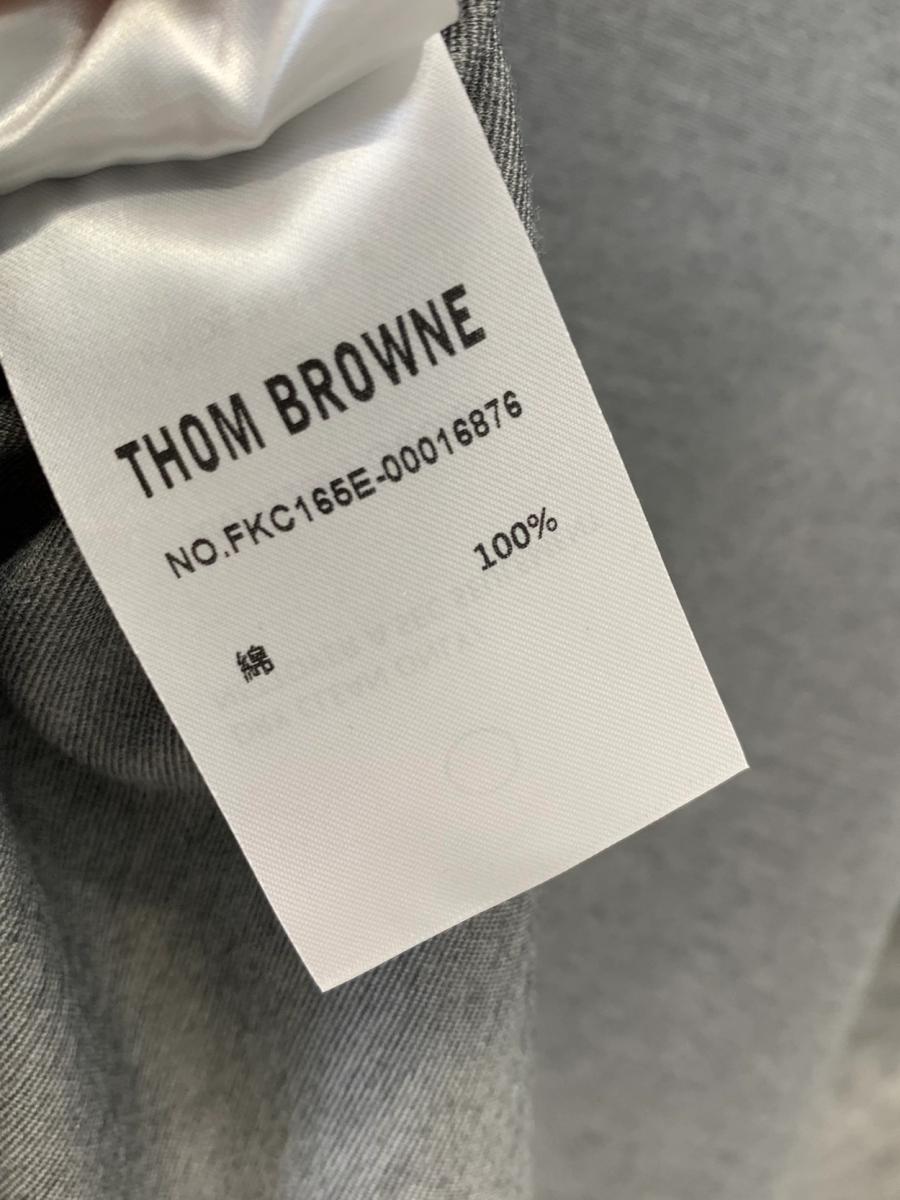 THOM BROWNE
NO.FKC165E-00016876
100%
綿